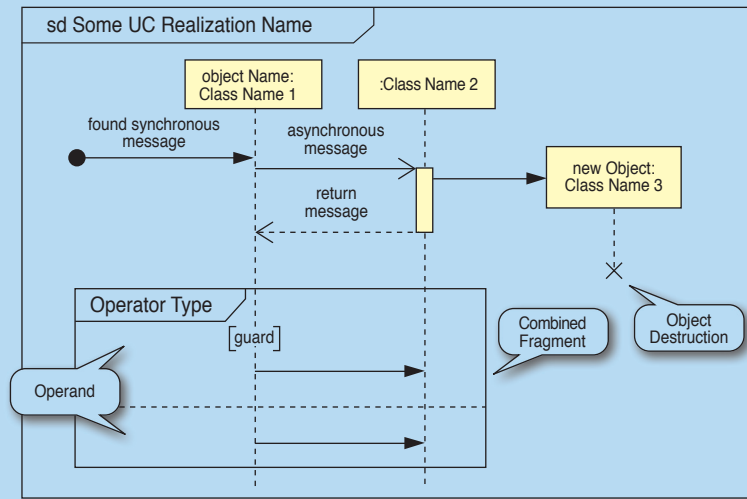 sd Some UC Realization Name
object Name:
Class Name 1
:Class Name 2
found synchronous
message
asynchronous
message
new Object:
Class Name 3
return
message
Operator Type
[guard]
Combined
Fragment
Object
Destruction
Operand